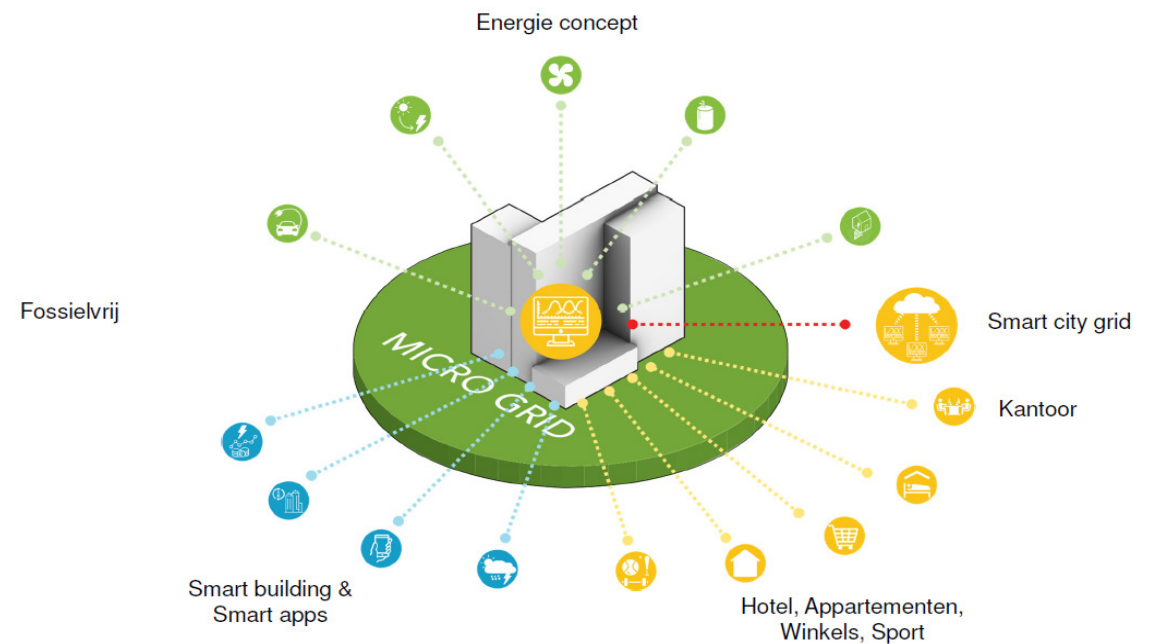 Energie concept
Fossielvrij
Smart city grid
MICRO GRID
Kantoor
Smart building &
Smart apps
Hotel, Appartementen,
Winkels, Sport